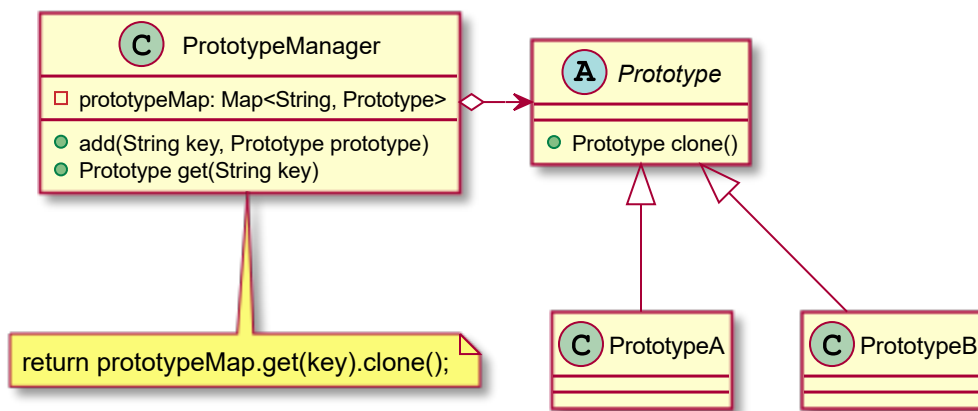 C PrototypeManager
prototypeMap: Map<String, Prototype>
add(String key, Prototype prototype)
Prototype get(String key)
A Prototype
Prototype clone()
return prototypeMap.get(key).clone();
C PrototypeA
C PrototypeB